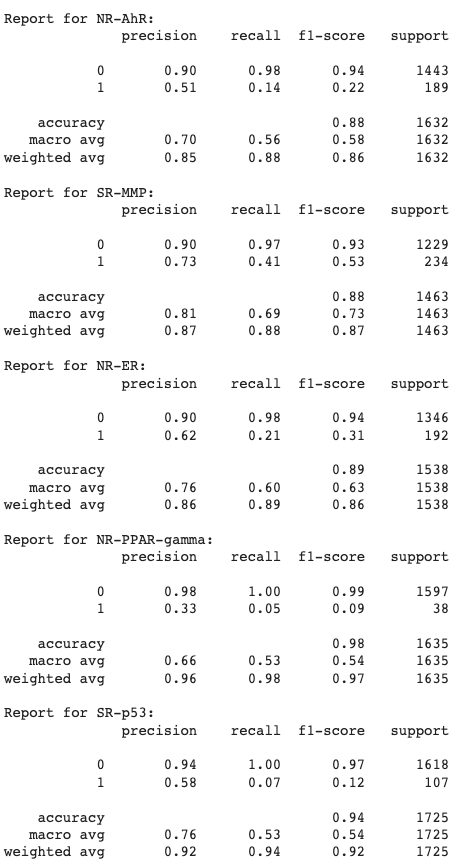 Report for NR-AhR:
precision recall f1-score support
0 0.90 0.98 0.94 1443
1 0.51 0.14 0.22 189
accuracy 0.88 1632
macro avg 0.70 0.56 0.58 1632
weighted avg 0.85 0.88 0.86 1632
Report for SR-MMP:
precision recall f1-score support
0 0.90 0.97 0.93 1229
1 0.73 0.41 0.53 234
accuracy 0.88 1463
macro avg 0.81 0.69 0.73 1463
weighted avg 0.87 0.88 0.87 1463
Report for NR-ER:
precision recall f1-score support
0 0.90 0.98 0.94 1346
1 0.62 0.21 0.31 192
accuracy 0.89 1538
macro avg 0.76 0.60 0.63 1538
weighted avg 0.86 0.89 0.86 1538
Report for NR-PPAR-gamma:
precision recall f1-score support
0 0.98 1.00 0.99 1597
1 0.33 0.05 0.09 38
accuracy 0.98 1635
macro avg 0.66 0.53 0.54 1635
weighted avg 0.96 0.98 0.97 1635
Report for SR-p53:
precision recall f1-score support
0 0.94 1.00 0.97 1618
1 0.58 0.07 0.12 107
accuracy 0.94 1725
macro avg 0.76 0.53 0.54 1725
weighted avg 0.92 0.94 0.92 1725